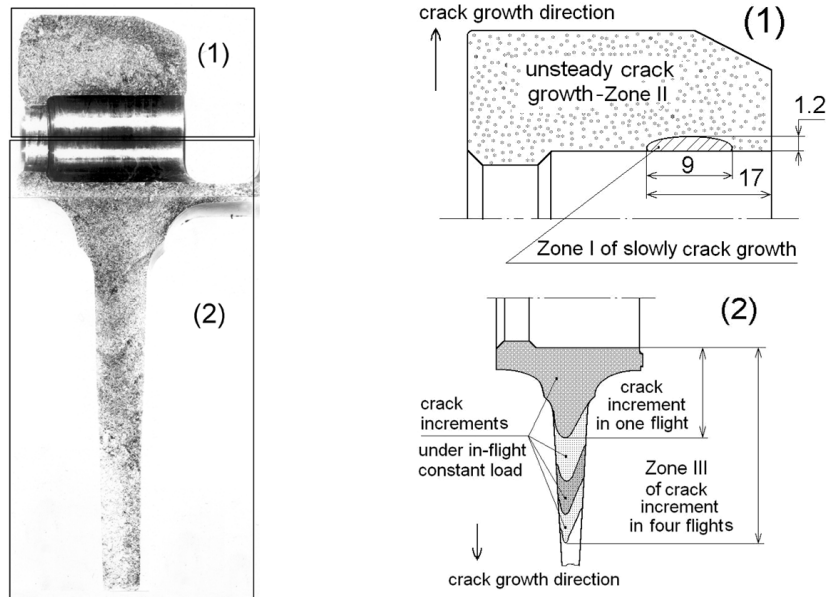 (1)
(2)
crack growth direction
(1)
unsteady crack
growth-Zone II
1.2
9
17
Zone I of slowly crack growth
(2)
crack
increments
under in-flight
constant load
crack
increment
in one flight
Zone III
of crack
increment
in four flights
crack growth direction